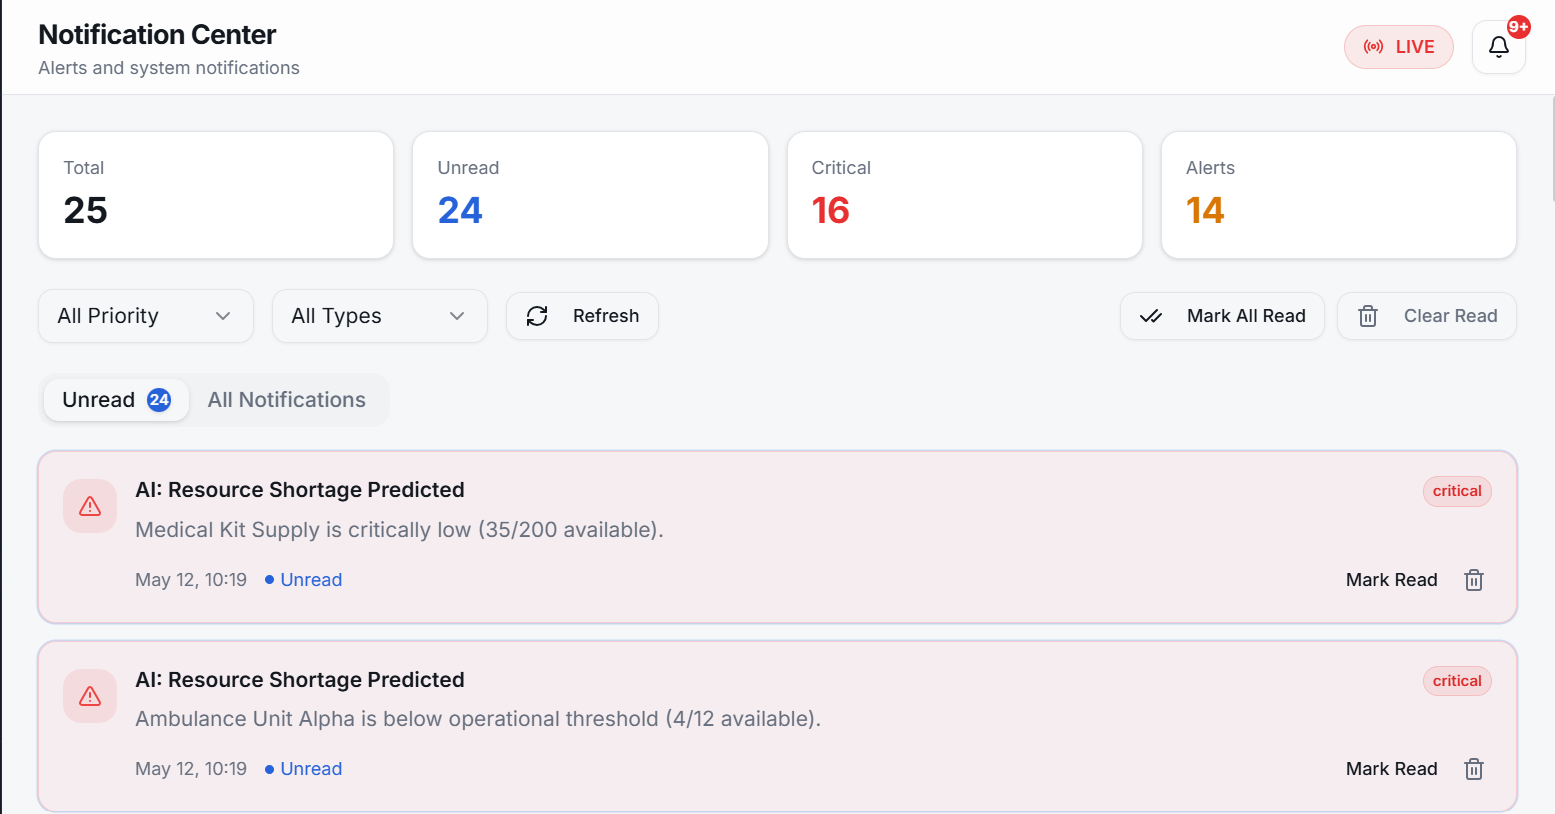 Notification Center
Alerts and system notifications
LIVE
9+
Total
25
Unread
24
Critical
16
Alerts
14
All Priority
All Types
Refresh
Mark All Read
Clear Read
Unread 24
All Notifications
AI: Resource Shortage Predicted
critical
Medical Kit Supply is critically low (35/200 available).
May 12, 10:19
Unread
Mark Read
AI: Resource Shortage Predicted
critical
Ambulance Unit Alpha is below operational threshold (4/12 available).
May 12, 10:19
Unread
Mark Read